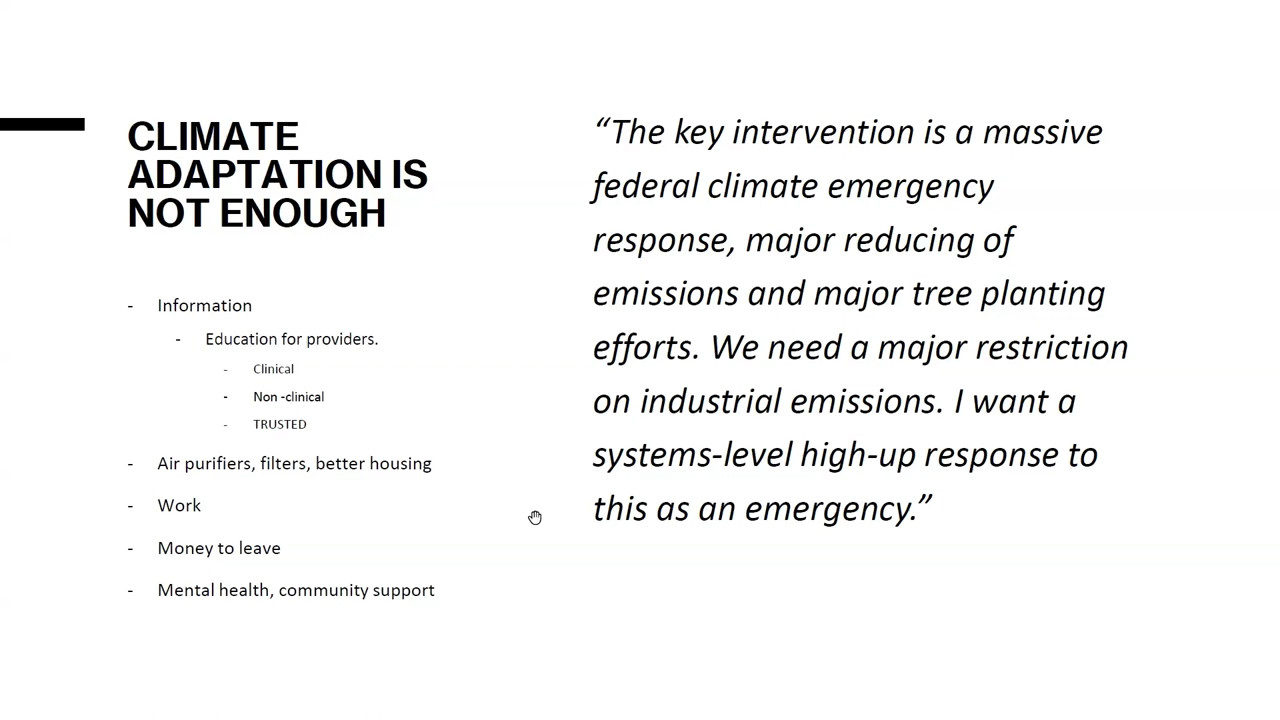 CLIMATE
ADAPTATION IS
NOT ENOUGH
- Information
- Education for providers.
- Clinical
- Non -clinical
- TRUSTED
- Air purifiers, filters, better housing
- Work
- Money to leave
- Mental health, community support
“The key intervention is a massive
federal climate emergency
response, major reducing of
emissions and major tree planting
efforts. We need a major restriction
on industrial emissions. I want a
systems-level high-up response to
this as an emergency.”